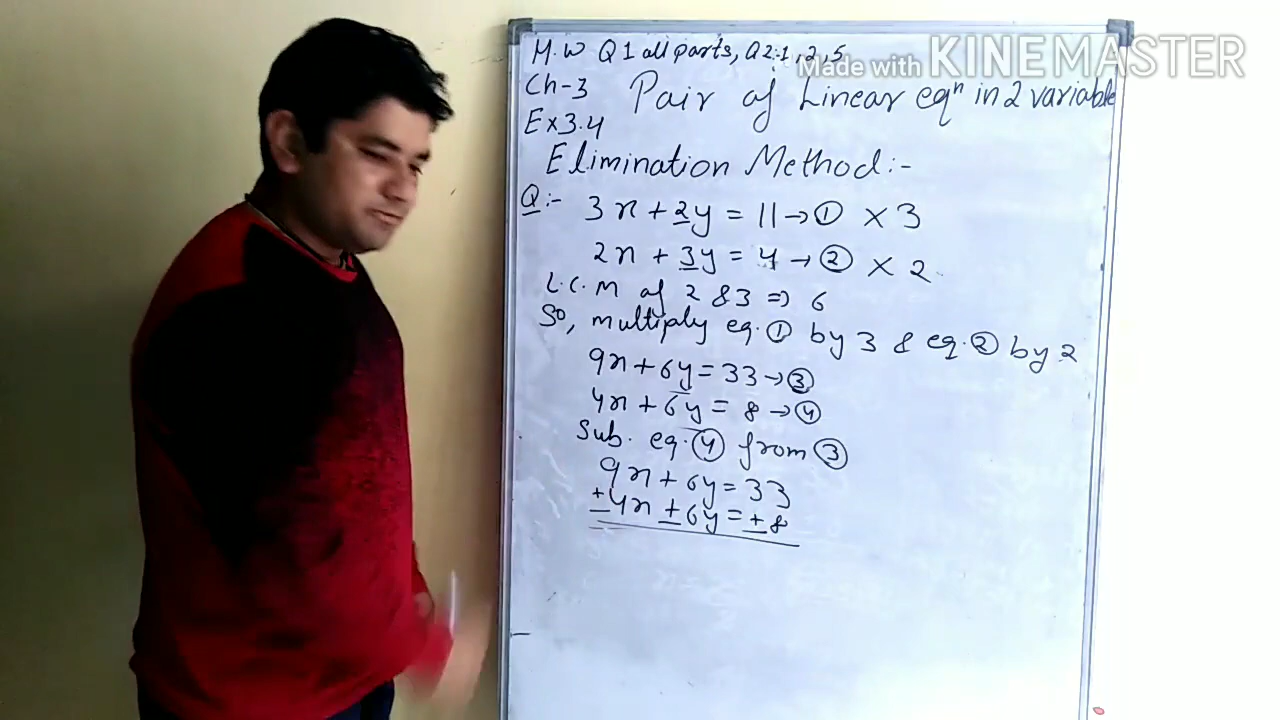 H.W Q1 all parts, Q2:-1,2,5
Made with KINEMASTER
Ch-3 Pair of Linear eqⁿ in 2 variable
Ex3.4
Elimination Method:-
Q:- 3x + 2y = 11 → ① × 3
2x + 3y = 4 → ② × 2
L.C.M of 2 & 3 ⇒ 6
So, multiply eq.① by 3 & eq.② by 2
9x + 6y = 33 → ③
4x + 6y = 8 → ④
Sub. eq.④ from ③
9x + 6y = 33
±4x ± 6y = ±8